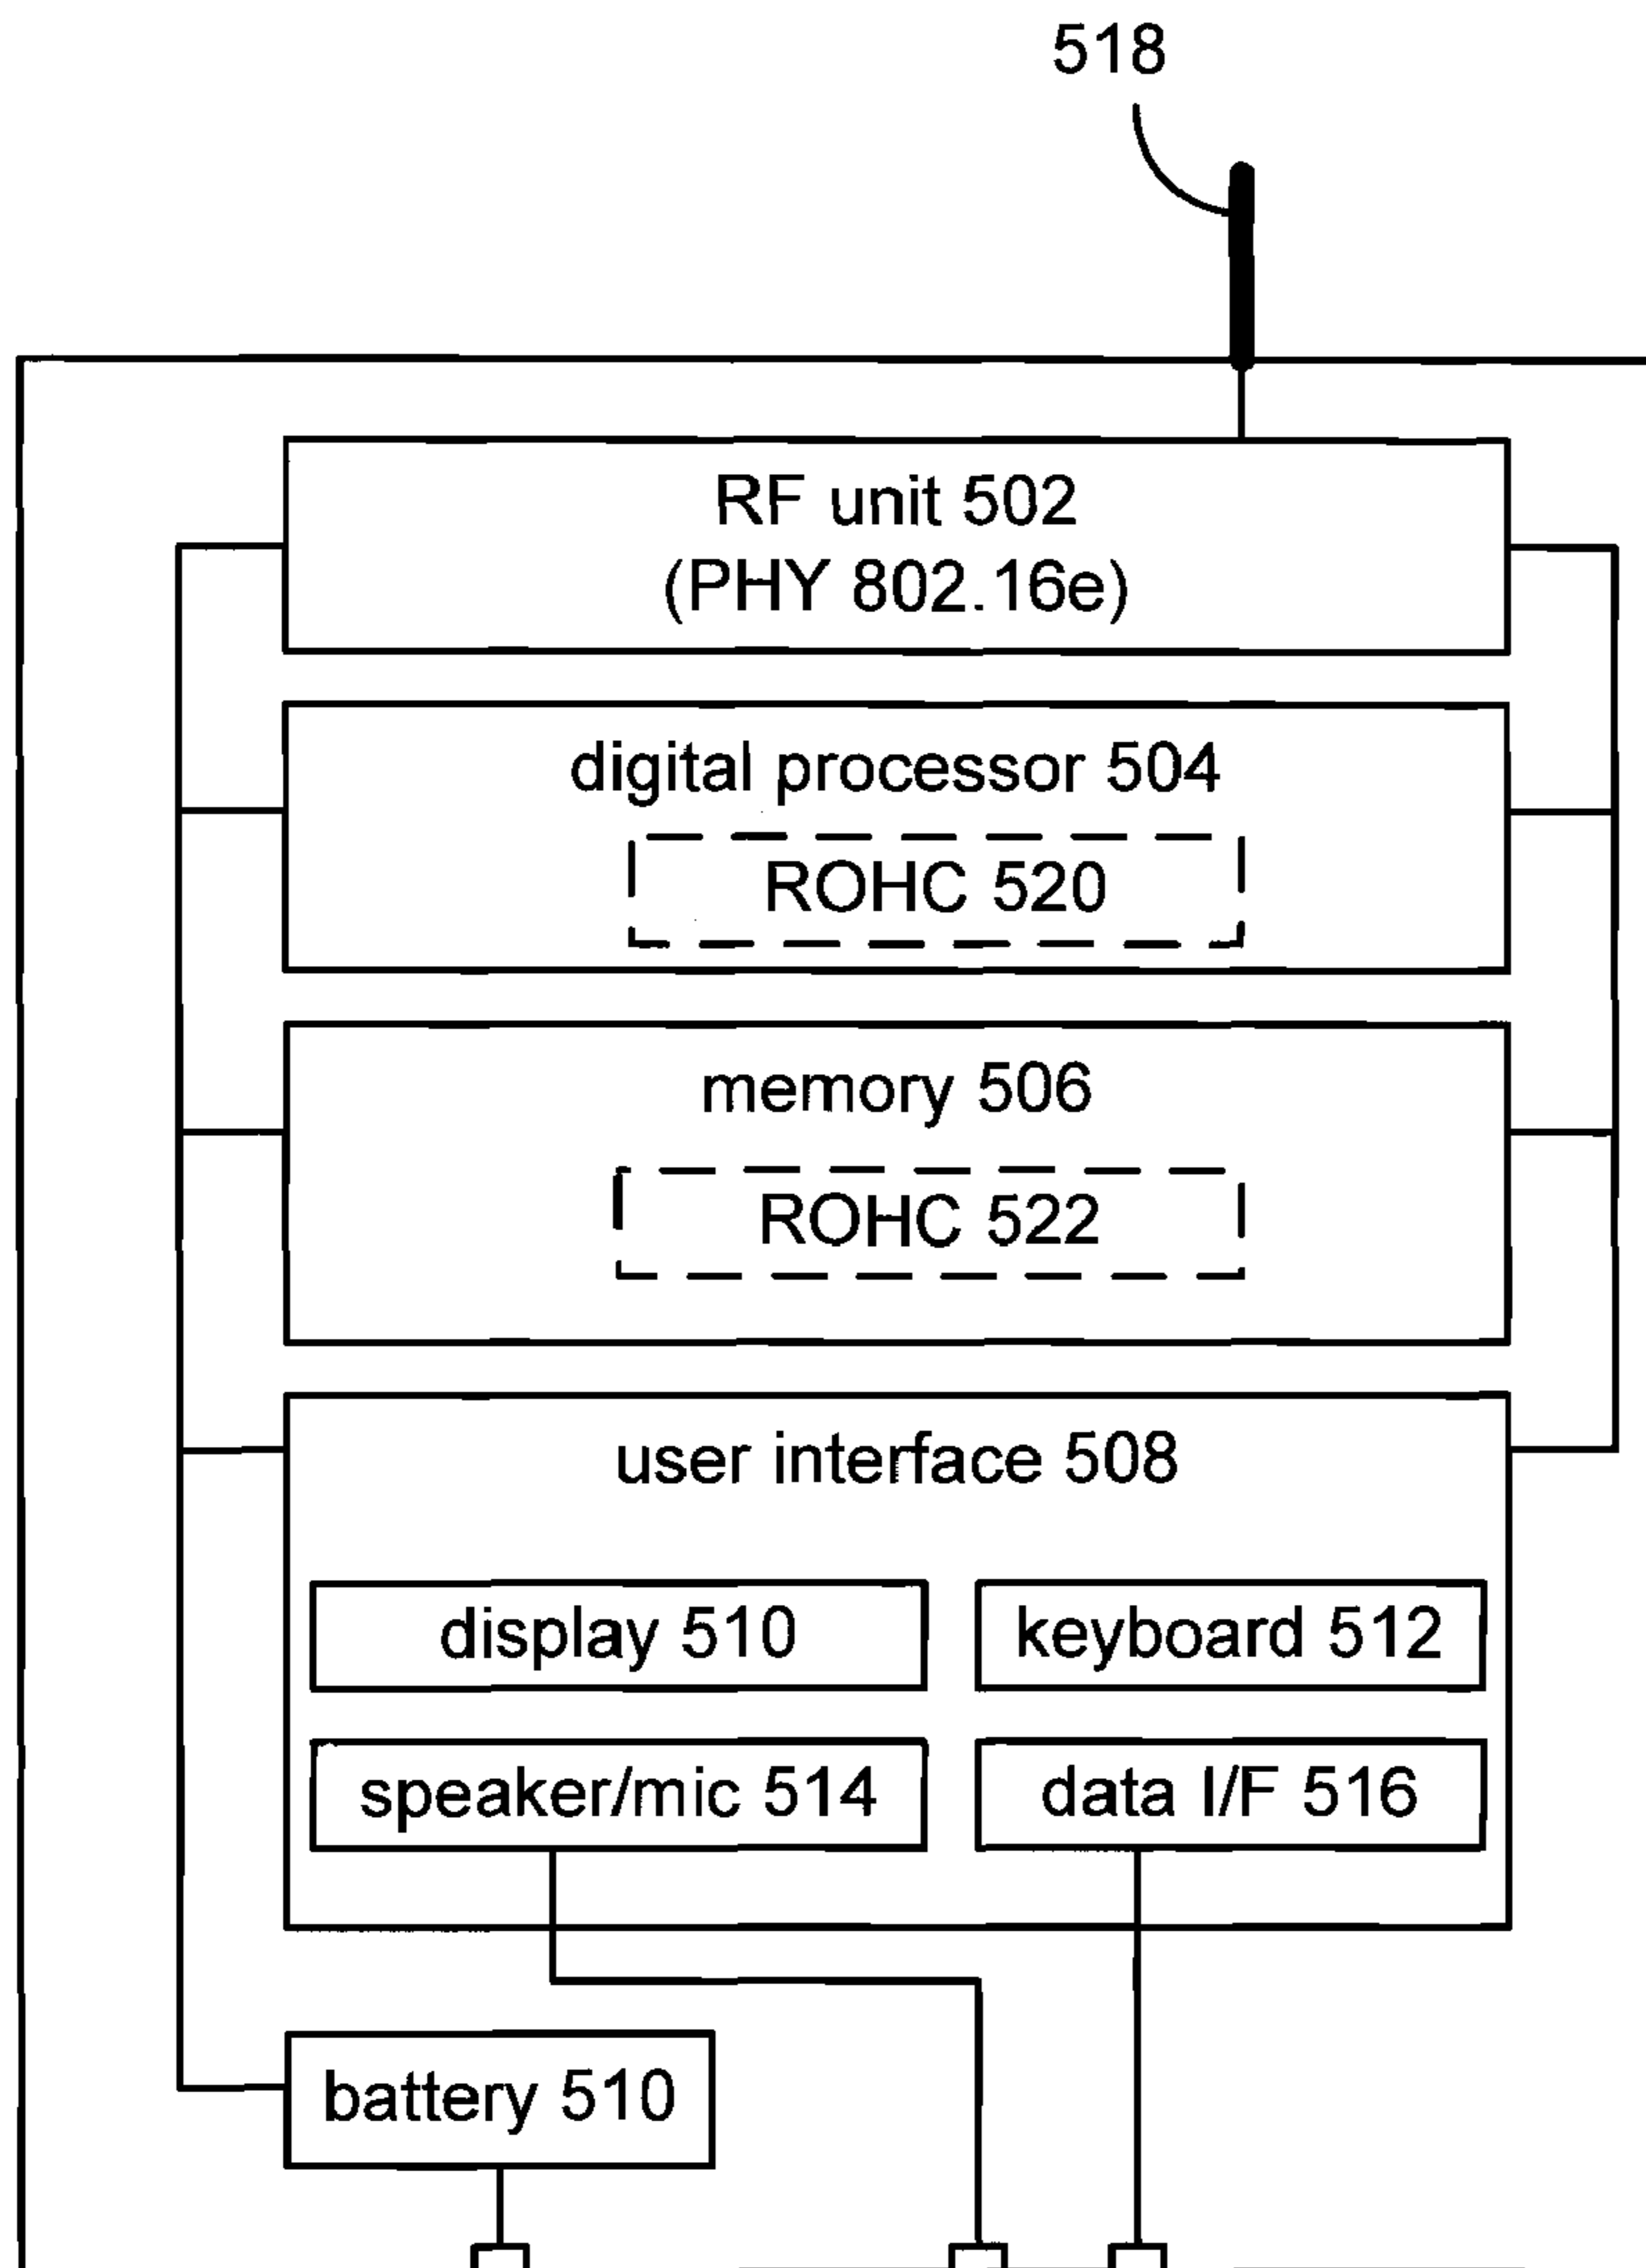 518
RF unit 502
(PHY 802.16e)
digital processor 504
ROHC 520
memory 506
ROHC 522
user interface 508
display 510
keyboard 512
speaker/mic 514
data I/F 516
battery 510